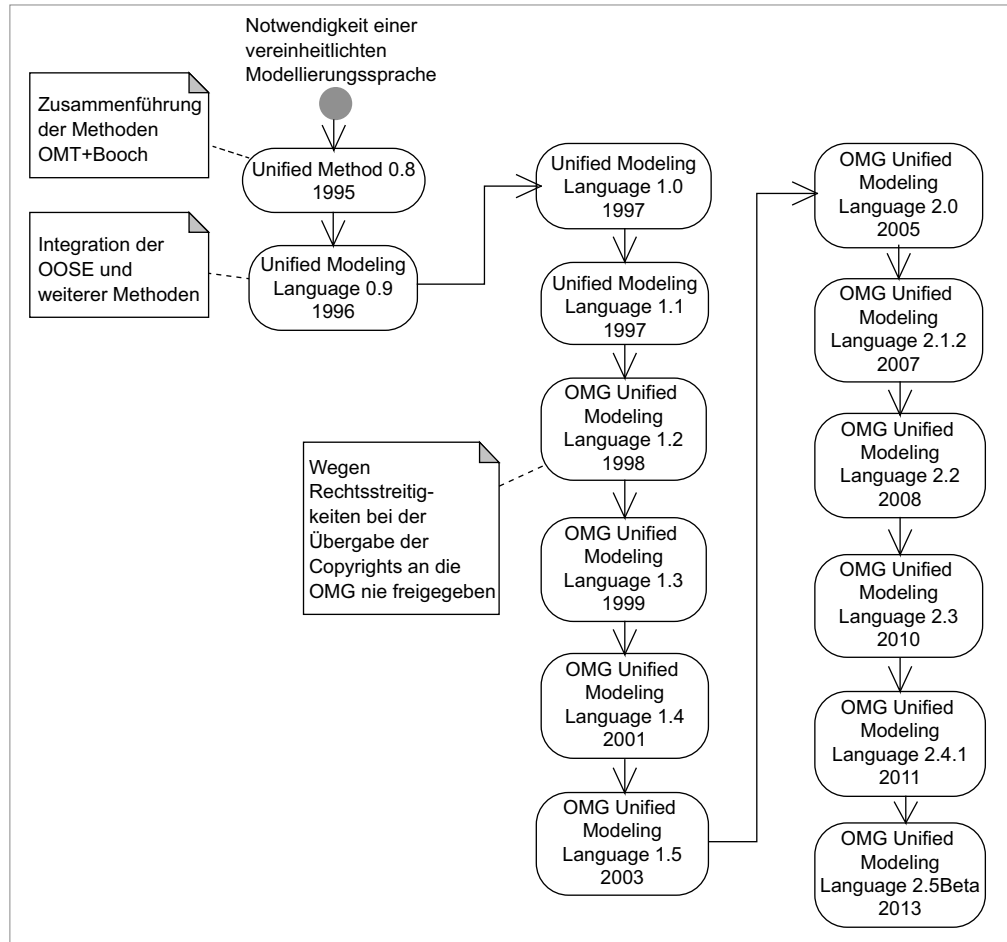 Notwendigkeit einer
vereinheitlichten
Modellierungssprache
Zusammenführung
der Methoden
OMT+Booch
Unified Method 0.8
1995
Integration der
OOSE und
weiterer Methoden
Unified Modeling
Language 0.9
1996
Unified Modeling
Language 1.0
1997
Unified Modeling
Language 1.1
1997
OMG Unified
Modeling
Language 1.2
1998
Wegen
Rechtsstreitig-
keiten bei der
Übergabe der
Copyrights an die
OMG nie freigegeben
OMG Unified
Modeling
Language 1.3
1999
OMG Unified
Modeling
Language 1.4
2001
OMG Unified
Modeling
Language 1.5
2003
OMG Unified
Modeling
Language 2.0
2005
OMG Unified
Modeling
Language 2.1.2
2007
OMG Unified
Modeling
Language 2.2
2008
OMG Unified
Modeling
Language 2.3
2010
OMG Unified
Modeling
Language 2.4.1
2011
OMG Unified
Modeling
Language 2.5Beta
2013